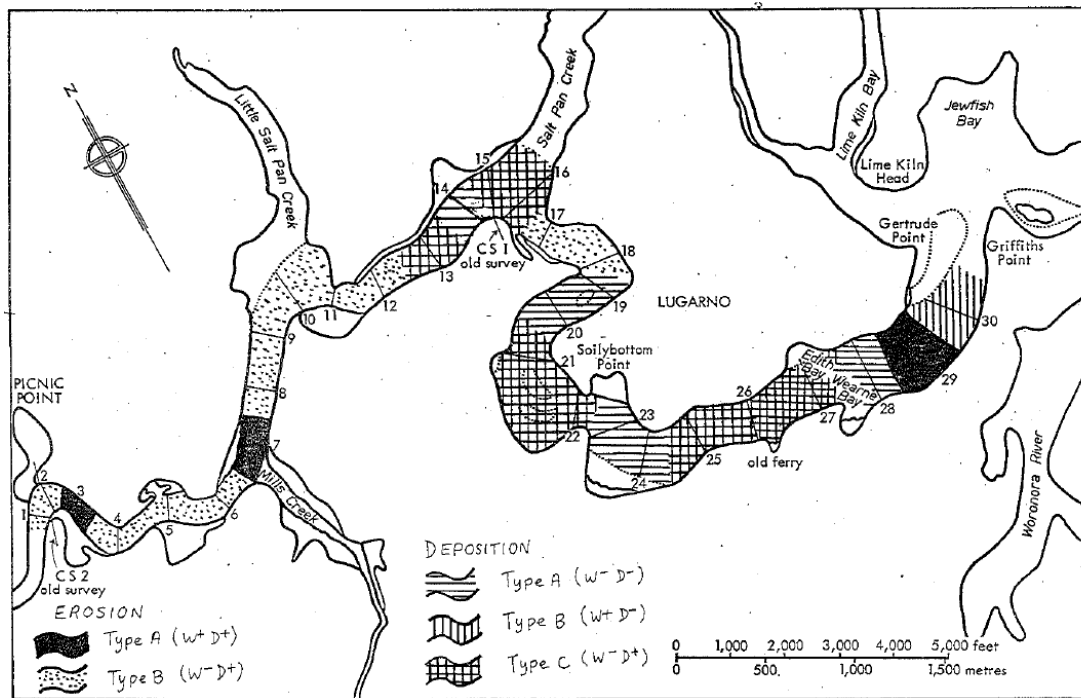 N
Little Salt Pan Creek
Salt Pan Creek
Lime Kiln Bay
Jewfish Bay
Lime Kiln
Head
Gertrude
Point
Griffiths
Point
15
14
16
17
CS 1
old survey
13
18
12
11
10
19
LUGARNO
9
20
30
21
Soilybottom
Point
Edith Bay
Wearne Bay
PICNIC
POINT
8
26
29
22
23
27
28
7
25
old ferry
Mills Creek
24
2
3
1
4
5
6
CS 2
old survey
Woronora River
EROSION
Type A (W+ D+)
Type B (W- D+)
DEPOSITION
Type A (W- D-)
Type B (W+ D-)
Type C (W- D+)
0 1,000 2,000 3,000 4,000 5,000 feet
0 500 1,000 1,500 metres